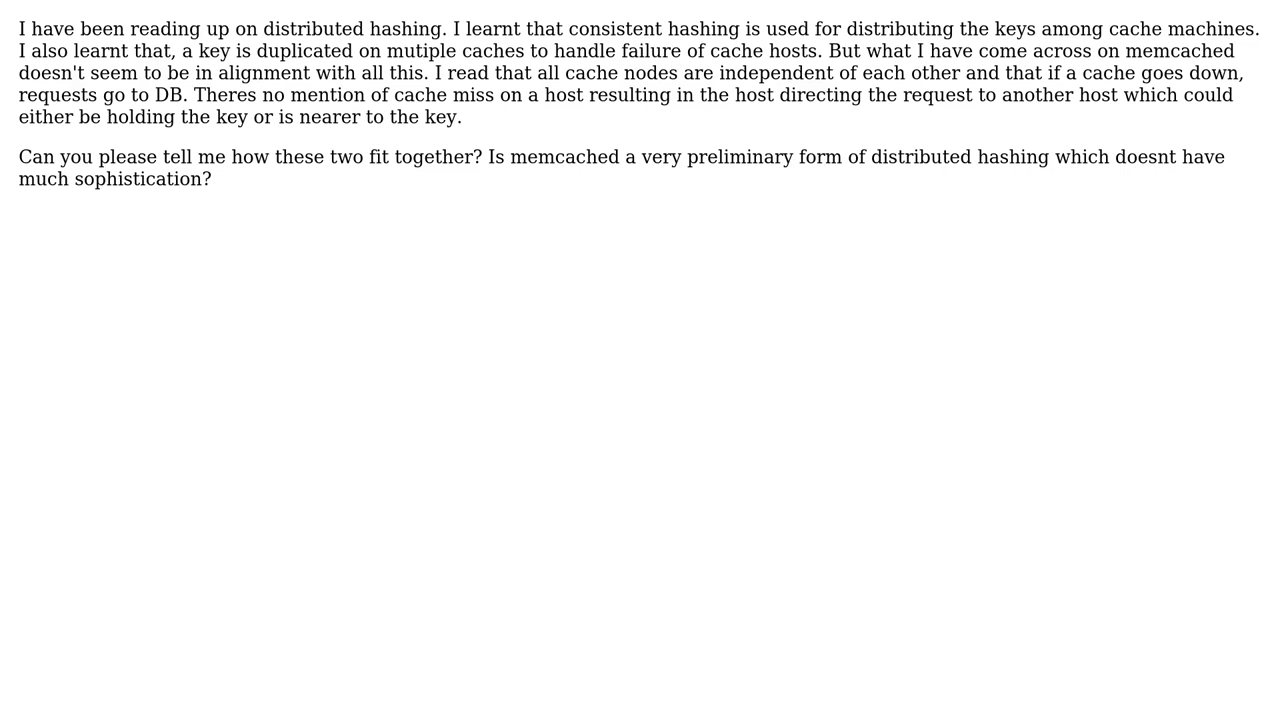 I have been reading up on distributed hashing. I learnt that consistent hashing is used for distributing the keys among cache machines.
I also learnt that, a key is duplicated on mutiple caches to handle failure of cache hosts. But what I have come across on memcached
doesn't seem to be in alignment with all this. I read that all cache nodes are independent of each other and that if a cache goes down,
requests go to DB. Theres no mention of cache miss on a host resulting in the host directing the request to another host which could
either be holding the key or is nearer to the key.
Can you please tell me how these two fit together? Is memcached a very preliminary form of distributed hashing which doesnt have
much sophistication?